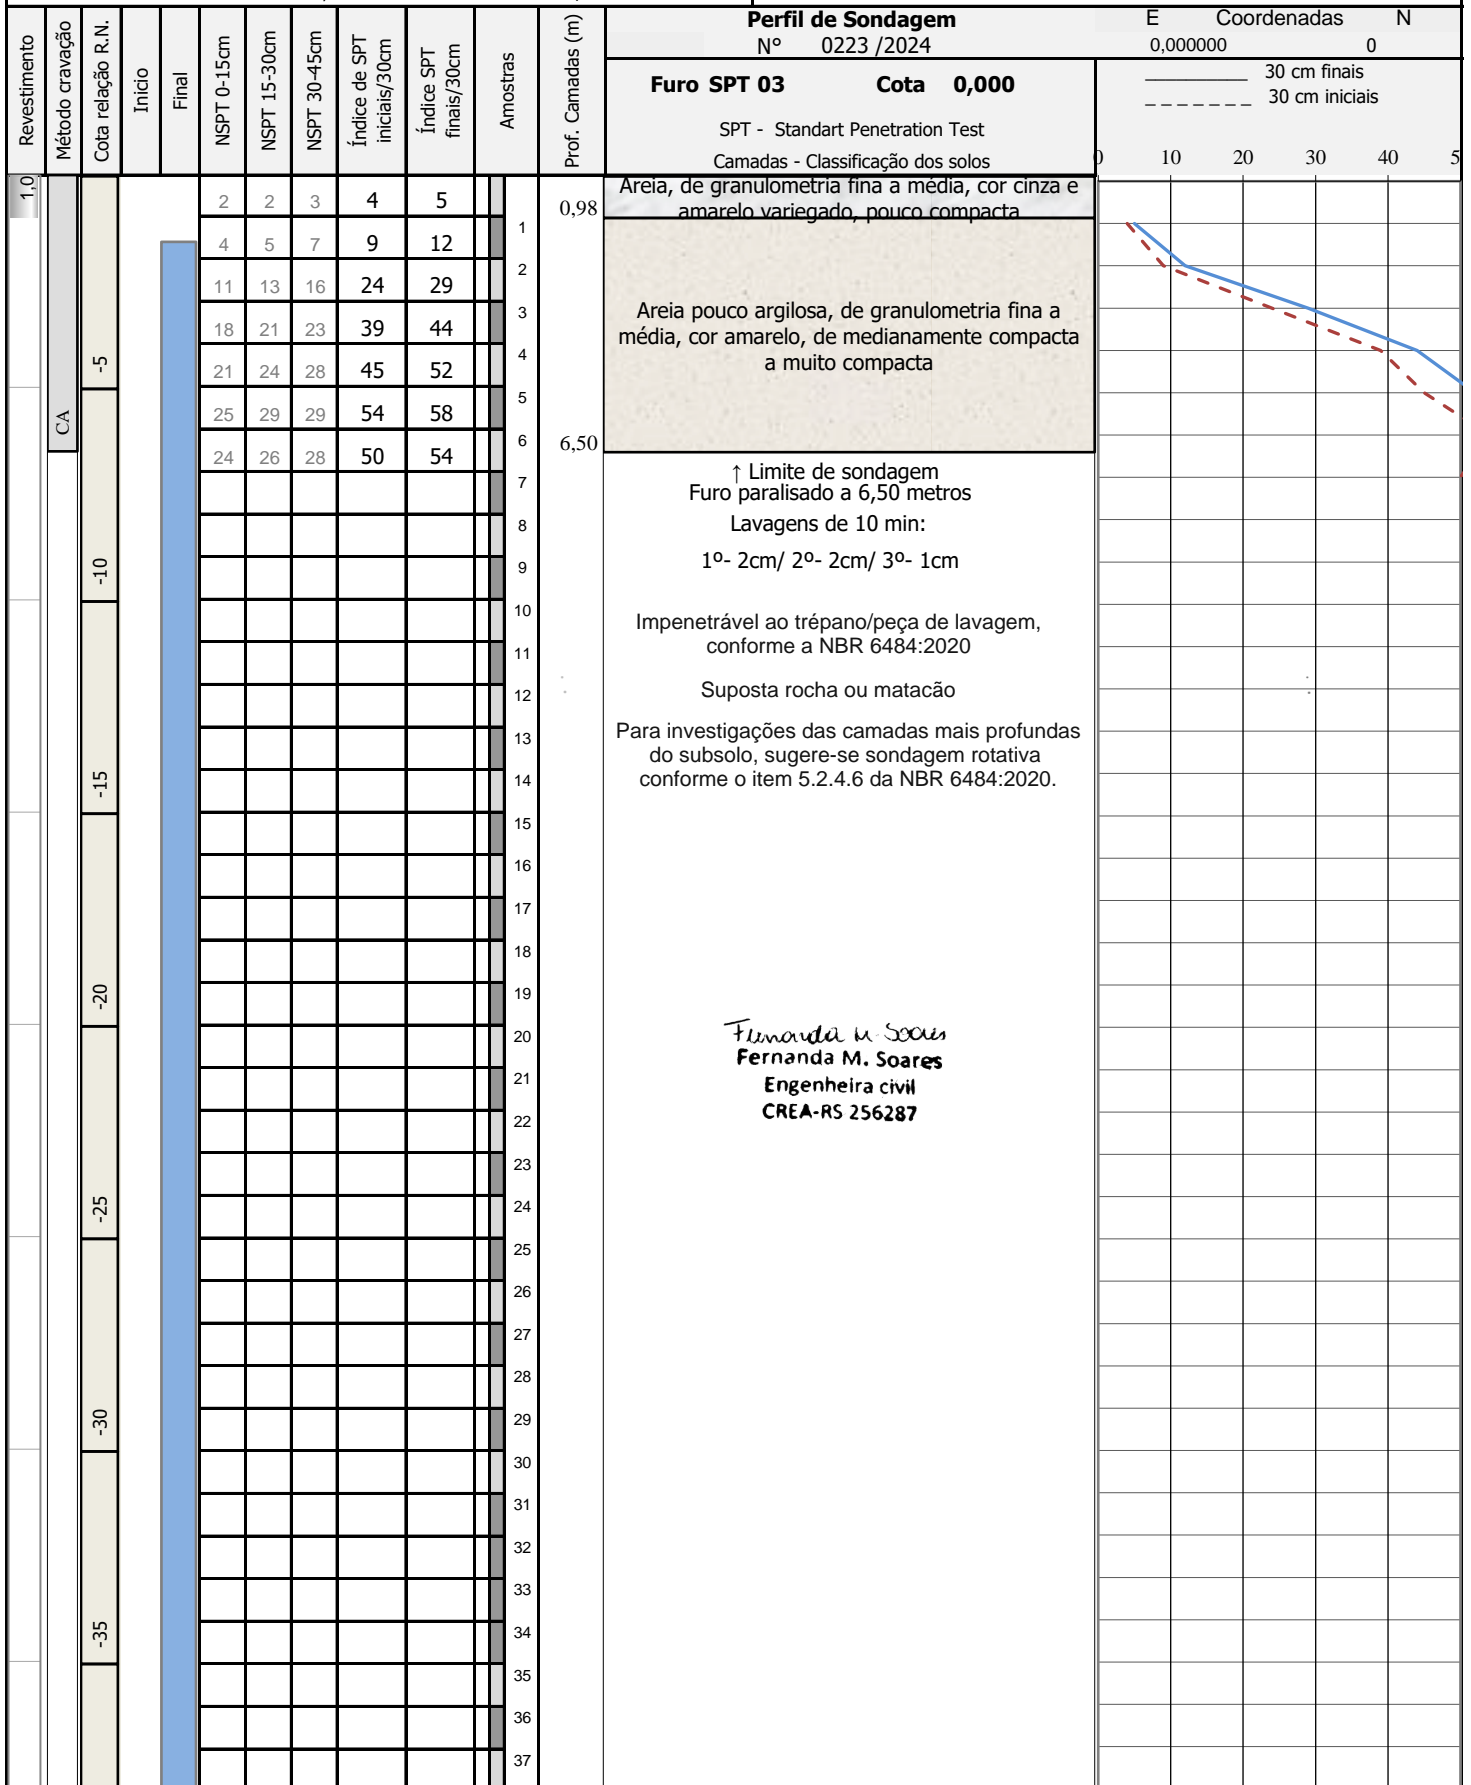 Perfil de Sondagem
Nº 0223 /2024
E Coordenadas N
0,000000 0
Furo SPT 03 Cota 0,000
30 cm finais
30 cm iniciais
SPT - Standart Penetration Test
Camadas - Classificação dos solos
0 10 20 30 40 5
Revestimento
Método cravação
Cota relação R.N.
Inicio
Final
NSPT 0-15cm
NSPT 15-30cm
NSPT 30-45cm
Índice de SPT
iniciais/30cm
Índice SPT
finais/30cm
Amostras
Prof. Camadas (m)
1,0
CA
2 2 3 4 5
4 5 7 9 12
11 13 16 24 29
18 21 23 39 44
21 24 28 45 52
25 29 29 54 58
24 26 28 50 54
0,98
6,50
Areia, de granulometria fina a média, cor cinza e
amarelo variegado, pouco compacta
Areia pouco argilosa, de granulometria fina a
média, cor amarelo, de medianamente compacta
a muito compacta
↑ Limite de sondagem
Furo paralisado a 6,50 metros
Lavagens de 10 min:
1º- 2cm/ 2º- 2cm/ 3º- 1cm
Impenetrável ao trépano/peça de lavagem,
conforme a NBR 6484:2020
Suposta rocha ou matacão
Para investigações das camadas mais profundas
do subsolo, sugere-se sondagem rotativa
conforme o item 5.2.4.6 da NBR 6484:2020.
Fernanda M. Soares
Fernanda M. Soares
Engenheira civil
CREA-RS 256287
-5
-10
-15
-20
-25
-30
-35
1
2
3
4
5
6
7
8
9
10
11
12
13
14
15
16
17
18
19
20
21
22
23
24
25
26
27
28
29
30
31
32
33
34
35
36
37